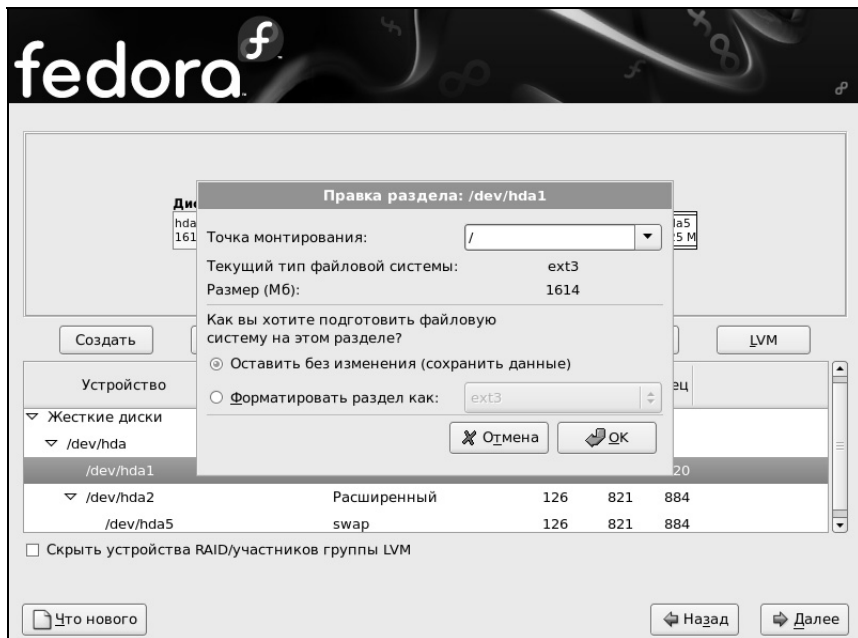 fedora
Правка раздела: /dev/hda1
hda
161
Точка монтирования:
/
Текущий тип файловой системы: ext3
Размер (Мб): 1614
Как вы хотите подготовить файловую
систему на этом разделе?
Оставить без изменения (сохранить данные)
Форматировать раздел как: ext3
Отмена
OK
Создать
LVM
Устройство
Жесткие диски
/dev/hda
/dev/hda1
/dev/hda2 Расширенный 126 821 884
/dev/hda5 swap 126 821 884
Скрыть устройства RAID/участников группы LVM
Что нового
Назад
Далее